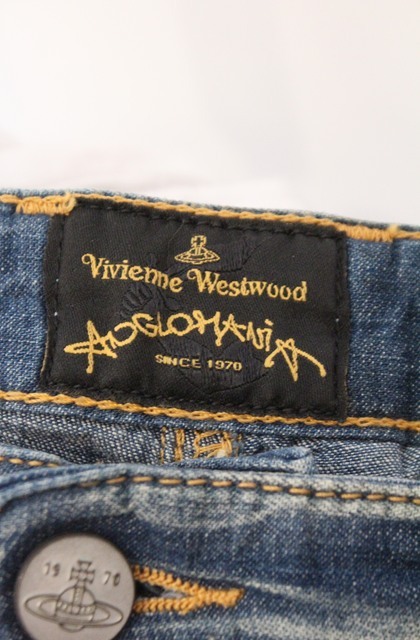 Vivienne Westwood
ANGLOMANIA
SINCE 1970
19 70